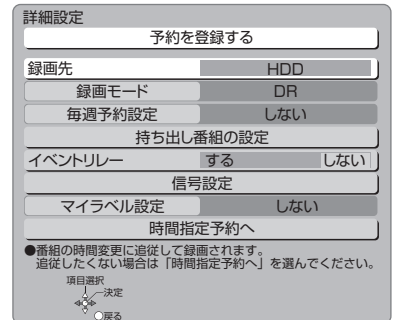 詳細設定
予約を登録する
録画先 HDD
録画モード DR
毎週予約設定 しない
持ち出し番組の設定
イベントリレー する しない
信号設定
マイラベル設定 しない
時間指定予約へ
●番組の時間変更に追従して録画されます。
追従したくない場合は「時間指定予約へ」を選んでください。
項目選択
決定
戻る